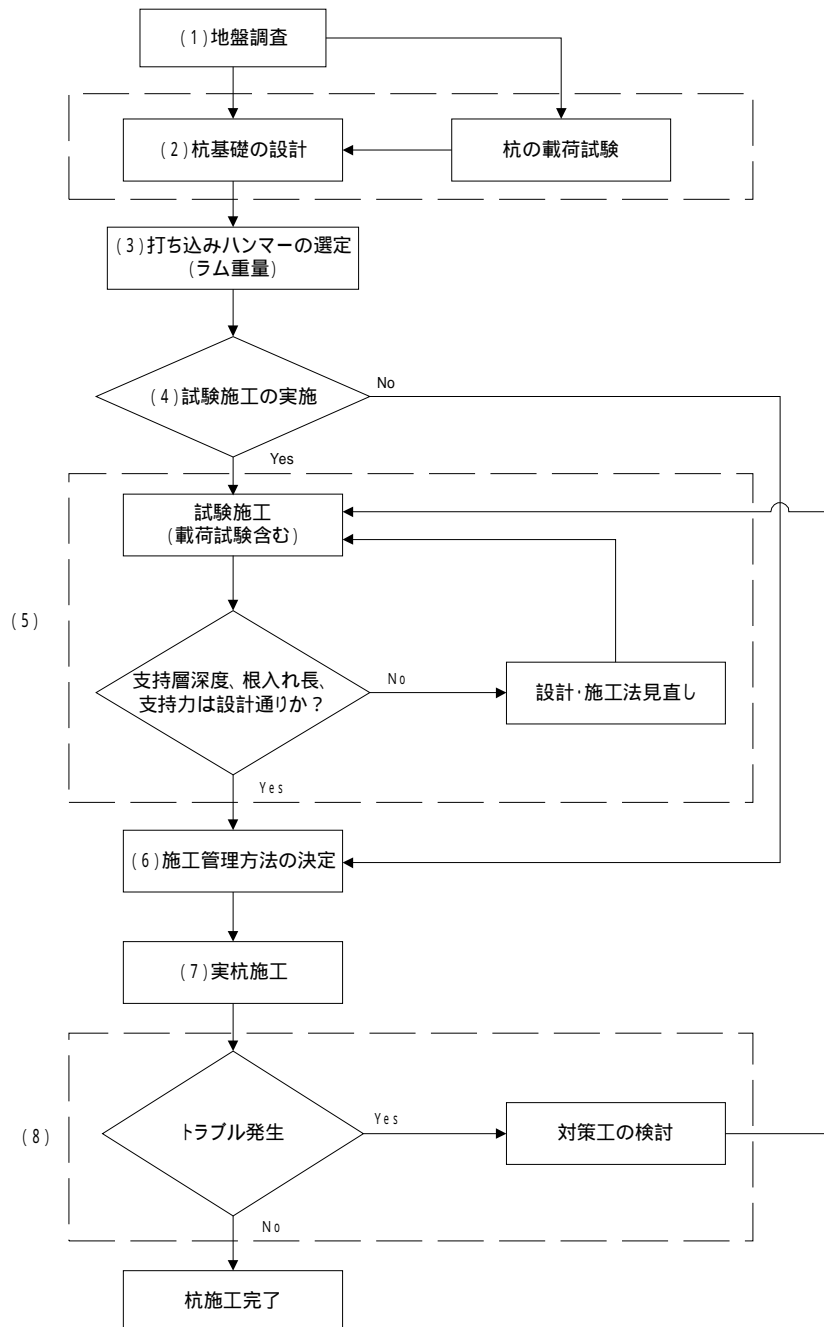 (1)地盤調査
(2)杭基礎の設計
杭の載荷試験
(3)打ち込みハンマーの選定
(ラム重量)
(4)試験施工の実施
No
Yes
試験施工
(載荷試験含む)
(5)
支持層深度、根入れ長、
支持力は設計通りか？
No
設計・施工法見直し
Yes
(6)施工管理方法の決定
(7)実杭施工
(8)
トラブル発生
Yes
対策工の検討
No
杭施工完了